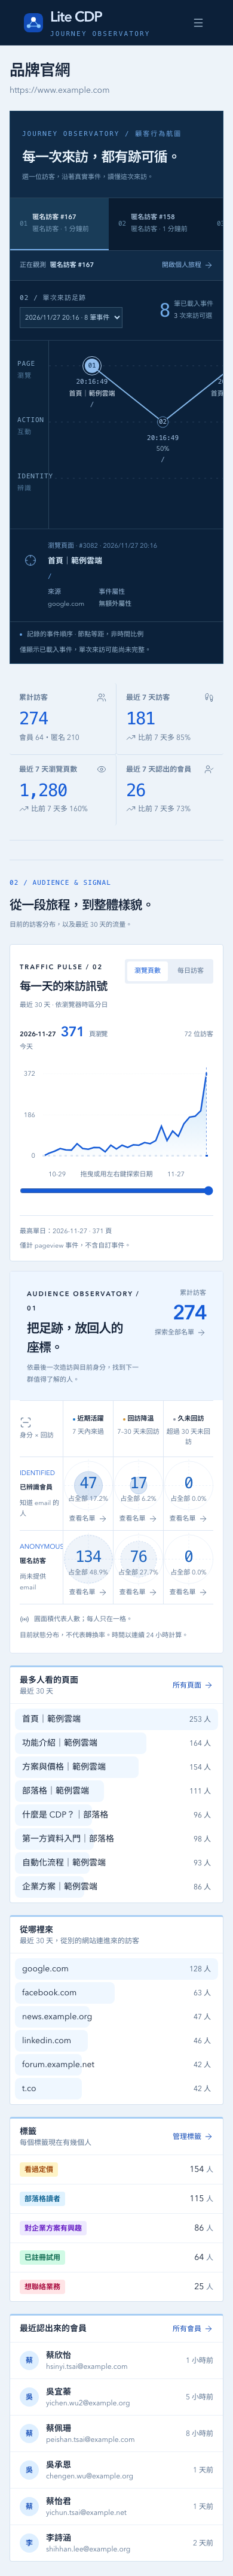 Lite CDP
JOURNEY OBSERVATORY
品牌官網
https://www.example.com
JOURNEY OBSERVATORY / 顧客行為航圖
每一次來訪，都有跡可循。
選一位訪客，沿著真實事件，讀懂這次來訪。
01 匿名訪客 #167
匿名訪客 · 1 分鐘前
02 匿名訪客 #158
匿名訪客 · 1 分鐘前
正在觀測 匿名訪客 #167
開啟個人旅程
02 / 單次來訪足跡
2026/11/27 20:16 · 8 筆事件
8 筆已載入事件
3 次來訪可選
PAGE
瀏覽
01
20:16:49
首頁｜範例雲端
/
ACTION
互動
02
20:16:49
50%
/
IDENTITY
辨識
瀏覽頁面 · #3082 · 2026/11/27 20:16
首頁｜範例雲端
/
來源
google.com
事件屬性
無額外屬性
記錄的事件順序 · 節點等距，非時間比例
僅顯示已載入事件，單次來訪可能尚未完整。
累計訪客
274
會員 64 • 匿名 210
最近 7 天訪客
181
比前 7 天多 85%
最近 7 天瀏覽頁數
1,280
比前 7 天多 160%
最近 7 天認出的會員
26
比前 7 天多 73%
02 / AUDIENCE & SIGNAL
從一段旅程，到整體樣貌。
目前的訪客分布，以及最近 30 天的流量。
TRAFFIC PULSE / 02
每一天的來訪訊號
最近 30 天 · 依瀏覽器時區分日
瀏覽頁數
每日訪客
2026-11-27 371 頁瀏覽
今天
72 位訪客
372
186
0
10-29
拖曳或用左右鍵探索日期
11-27
最高單日：2026-11-27 · 371 頁
僅計 pageview 事件，不含自訂事件。
AUDIENCE OBSERVATORY / 01
把足跡，放回人的座標。
依最後一次造訪與目前身分，找到下一群值得了解的人。
累計訪客
274
探索全部名單
身分 × 回訪
近期活躍
7 天內來過
回訪降溫
7–30 天未回訪
久未回訪
超過 30 天未回訪
IDENTIFIED
已辨識會員
知道 email 的人
47
占全部 17.2%
查看名單
17
占全部 6.2%
查看名單
0
占全部 0.0%
查看名單
ANONYMOUS
匿名訪客
尚未提供 email
134
占全部 48.9%
查看名單
76
占全部 27.7%
查看名單
0
占全部 0.0%
查看名單
圓面積代表人數；每人只在一格。
目前狀態分布，不代表轉換率。時間以連續 24 小時計算。
最多人看的頁面
最近 30 天
所有頁面
首頁｜範例雲端 253 人
功能介紹｜範例雲端 164 人
方案與價格｜範例雲端 154 人
部落格｜範例雲端 111 人
什麼是 CDP？｜部落格 96 人
第一方資料入門｜部落格 98 人
自動化流程｜範例雲端 93 人
企業方案｜範例雲端 86 人
從哪裡來
最近 30 天，從別的網站連進來的訪客
google.com 128 人
facebook.com 63 人
news.example.org 47 人
linkedin.com 46 人
forum.example.net 42 人
t.co 42 人
標籤
每個標籤現在有幾個人
管理標籤
看過定價 154 人
部落格讀者 115 人
對企業方案有興趣 86 人
已註冊試用 64 人
想聯絡業務 25 人
最近認出來的會員
所有會員
蔡 蔡欣怡
hsinyi.tsai@example.com
1 小時前
吳 吳宜蓁
yichen.wu2@example.org
5 小時前
蔡 蔡佩珊
peishan.tsai@example.com
8 小時前
吳 吳承恩
chengen.wu@example.org
1 天前
蔡 蔡怡君
yichun.tsai@example.net
1 天前
李 李詩涵
shihhan.lee@example.org
2 天前